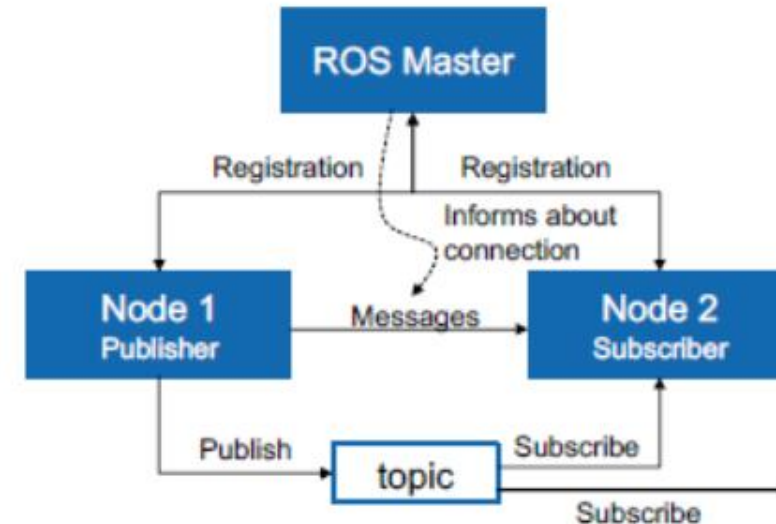 ROS Master
Registration
Registration
Informs about
connection
Node 1
Publisher
Messages
Node 2
Subscriber
Publish
topic
Subscribe
Subscribe